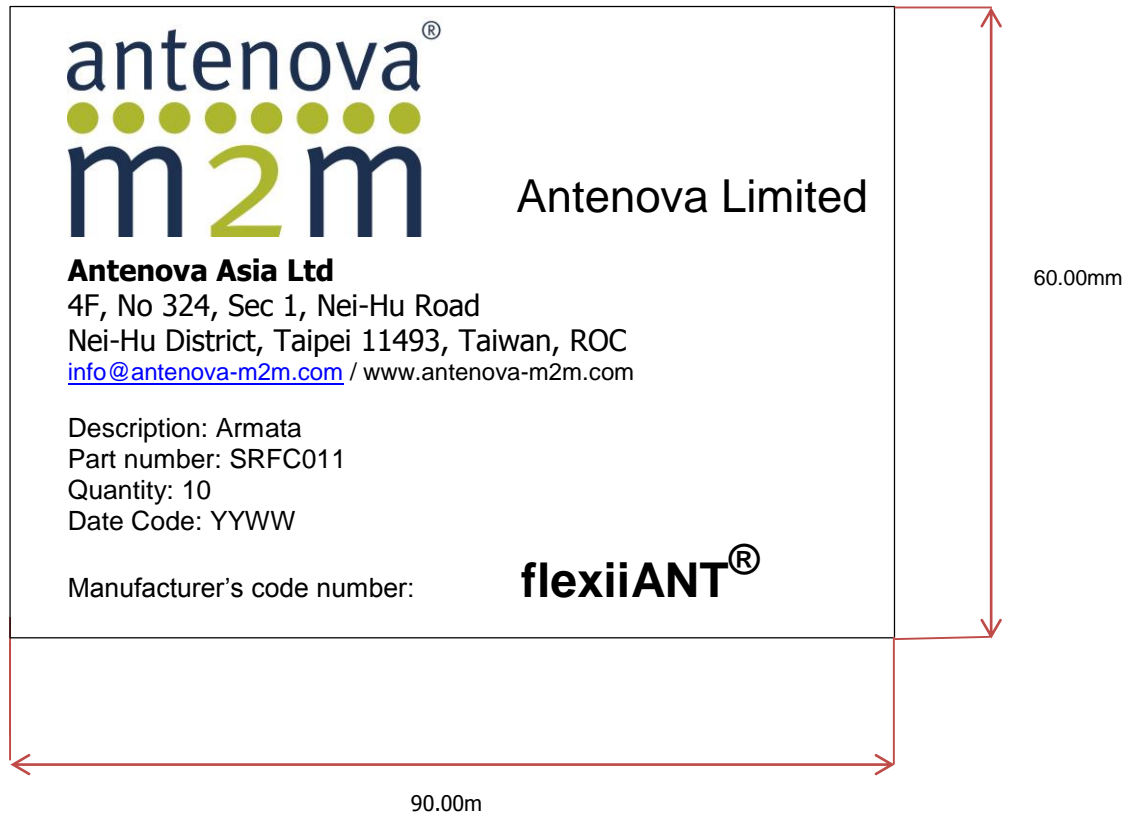 antenova®
m2m
Antenova Limited
Antenova Asia Ltd
4F, No 324, Sec 1, Nei-Hu Road
Nei-Hu District, Taipei 11493, Taiwan, ROC
info@antenova-m2m.com / www.antenova-m2m.com
Description: Armata
Part number: SRFC011
Quantity: 10
Date Code: YYWW
Manufacturer’s code number: flexiiANT®
60.00mm
90.00m